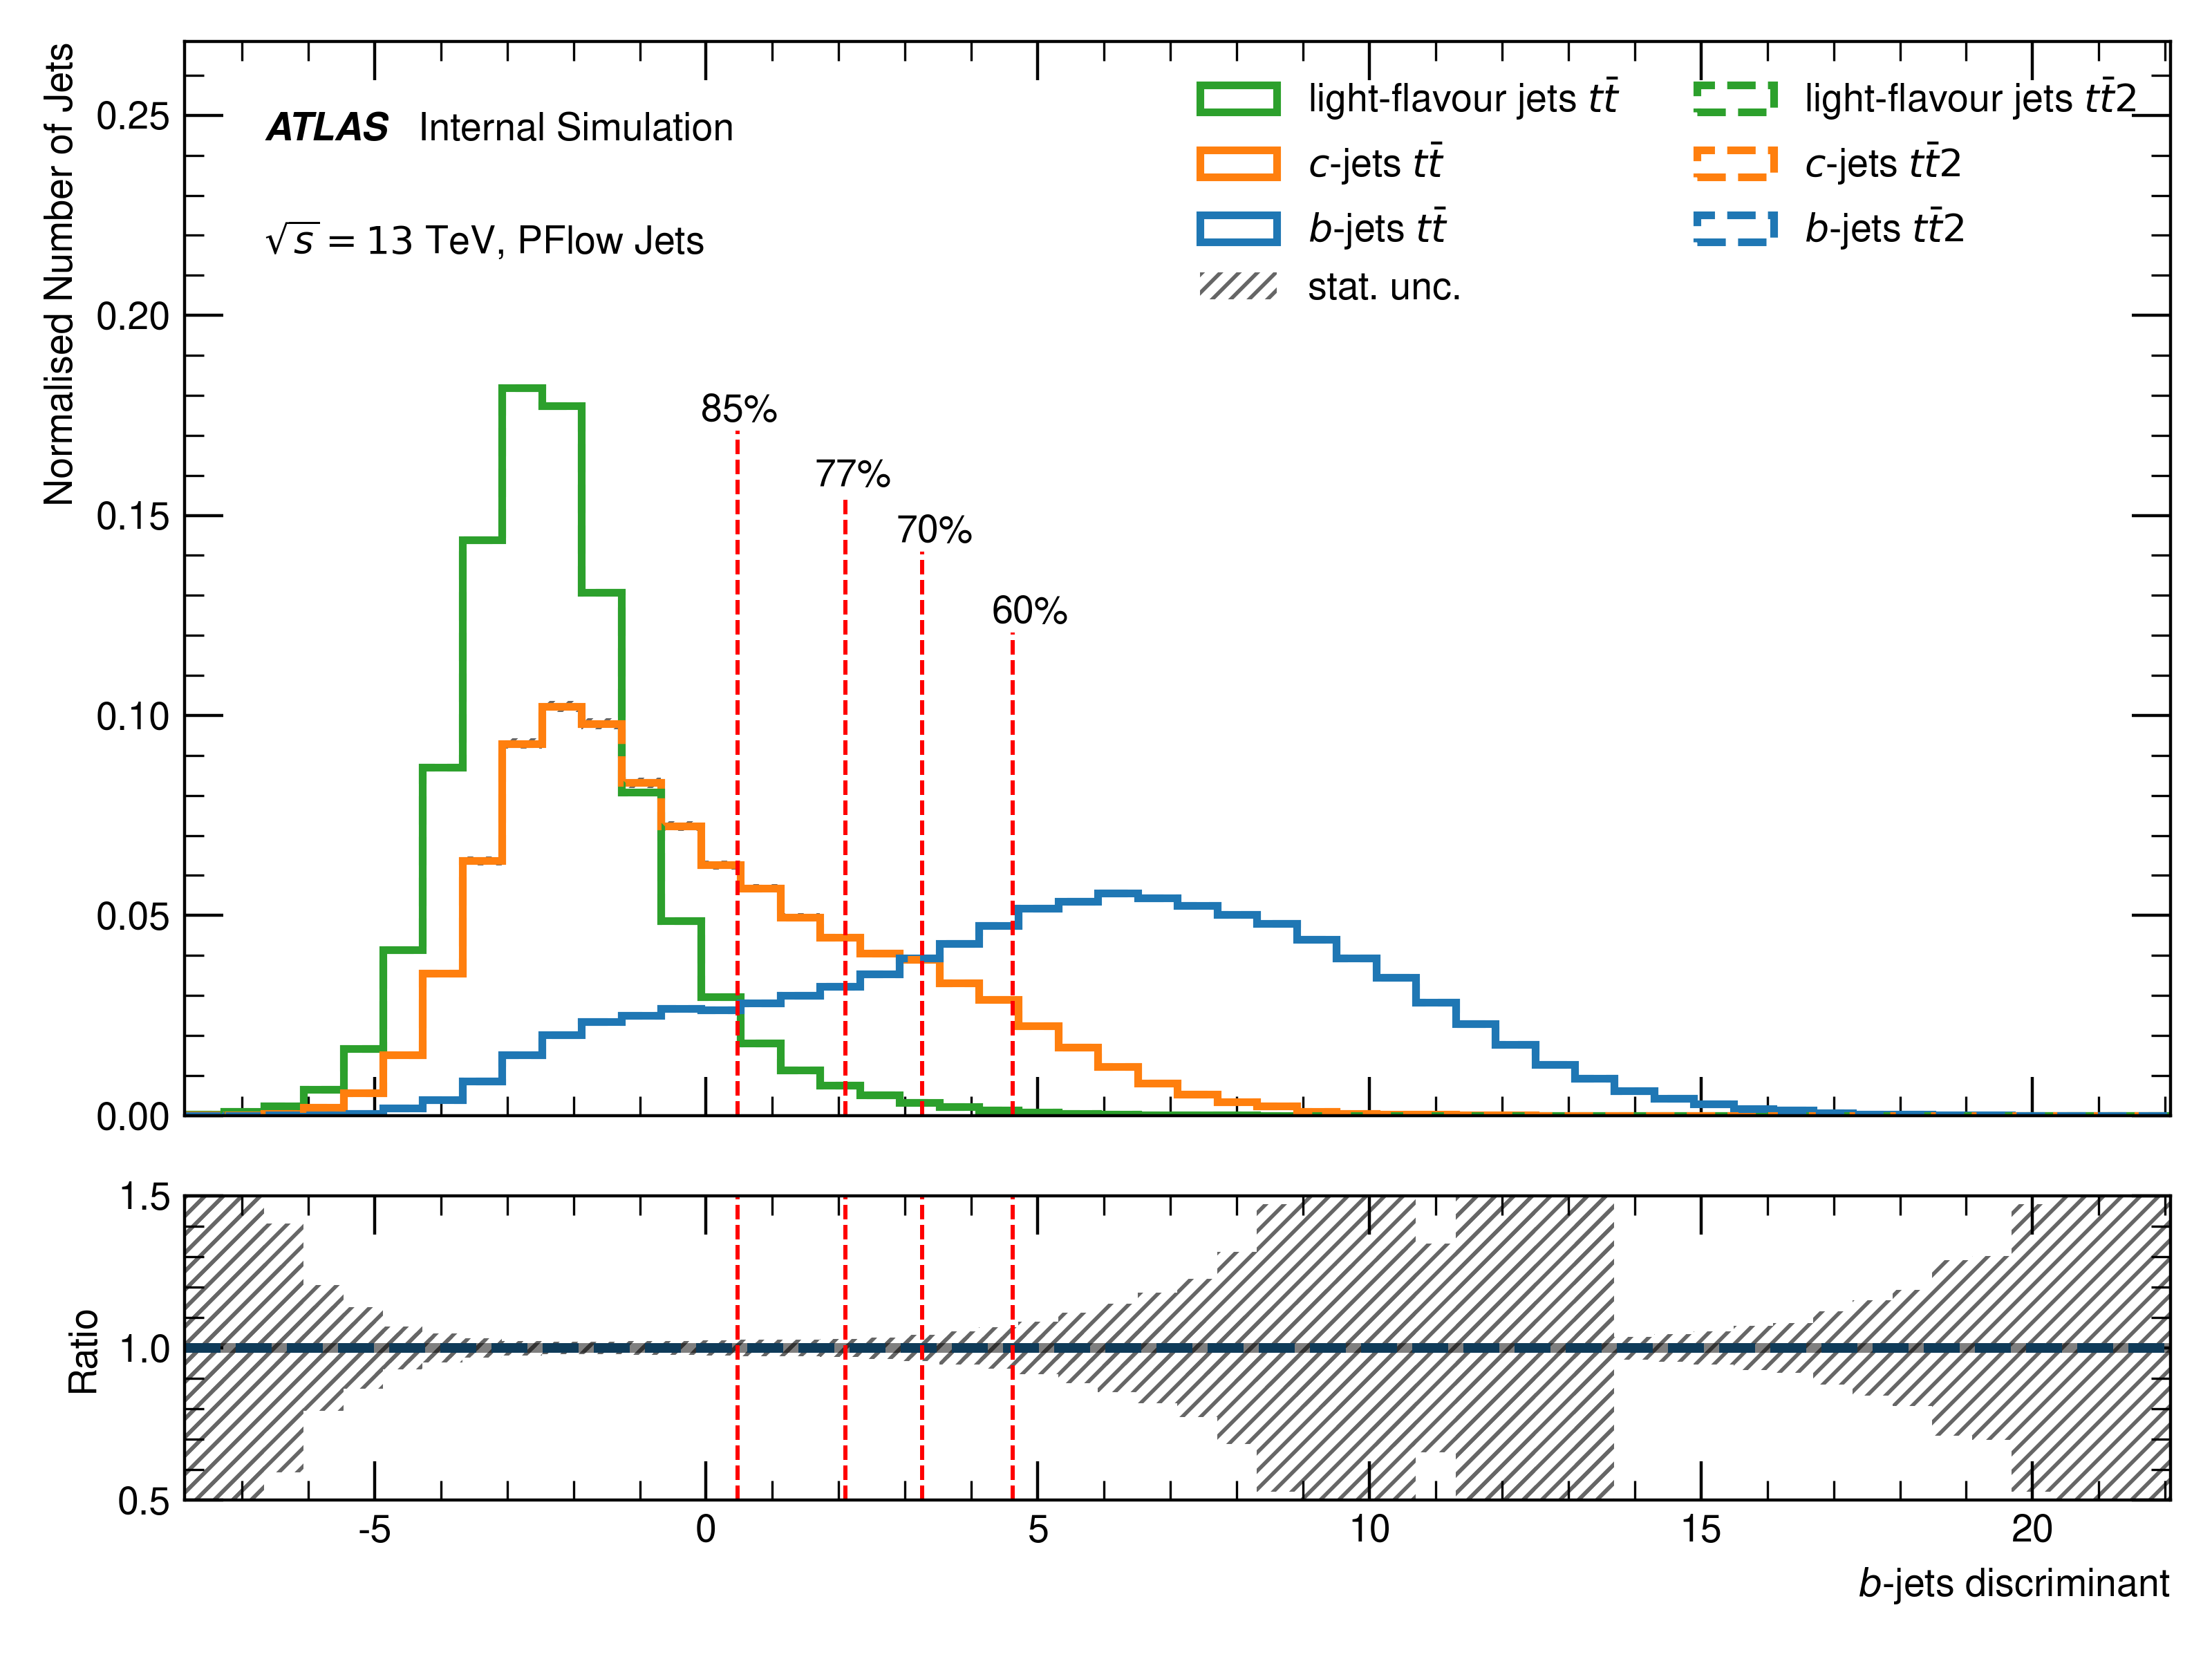 Normalised Number of Jets
0.25
0.20
0.15
0.10
0.05
0.00
ATLAS Internal Simulation
√s = 13 TeV, PFlow Jets
light-flavour jets tt̄
c-jets tt̄
b-jets tt̄
stat. unc.
light-flavour jets tt̄2
c-jets tt̄2
b-jets tt̄2
85%
77%
70%
60%
Ratio
1.5
1.0
0.5
-5 0 5 10 15 20
b-jets discriminant